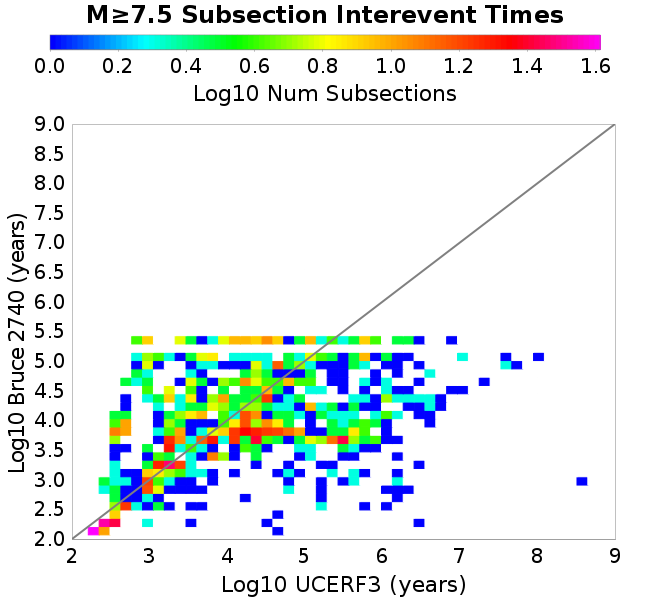 M≥7.5 Subsection Interevent Times
0.0 0.2 0.4 0.6 0.8 1.0 1.2 1.4 1.6
Log10 Num Subsections
9.0
8.5
8.0
7.5
7.0
6.5
6.0
5.5
5.0
4.5
4.0
3.5
3.0
2.5
2.0
Log10 Bruce 2740 (years)
2 3 4 5 6 7 8 9
Log10 UCERF3 (years)